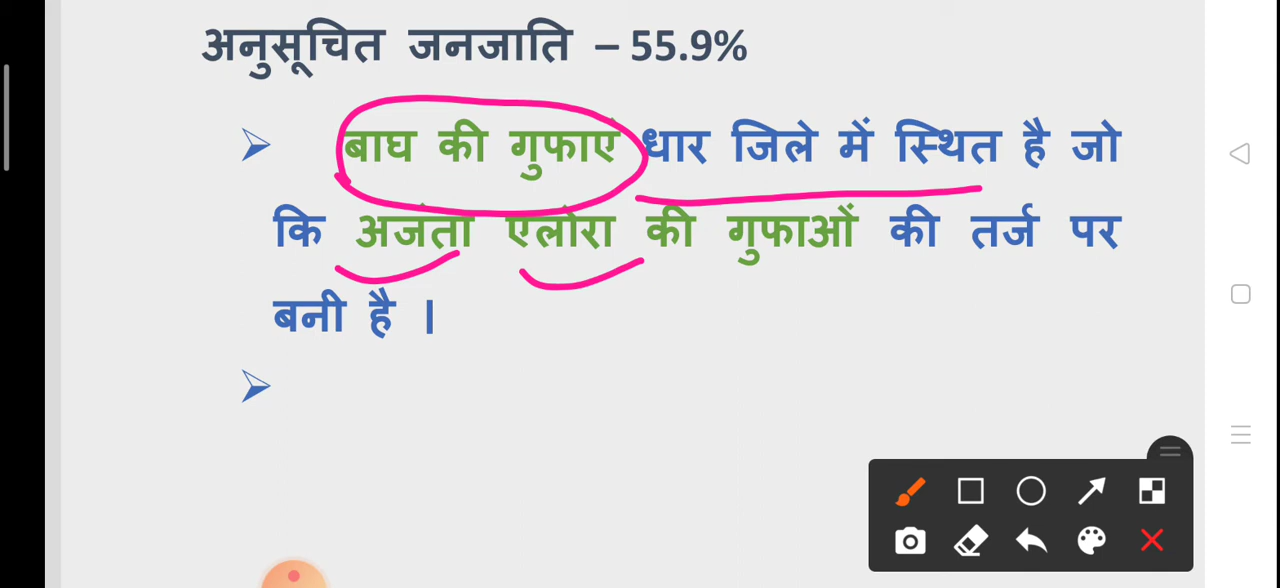 अनुसूचित जनजाति – 55.9%
बाघ की गुफाएं धार जिले में स्थित है जो
कि अजंता एलोरा की गुफाओं की तर्ज पर
बनी है ।